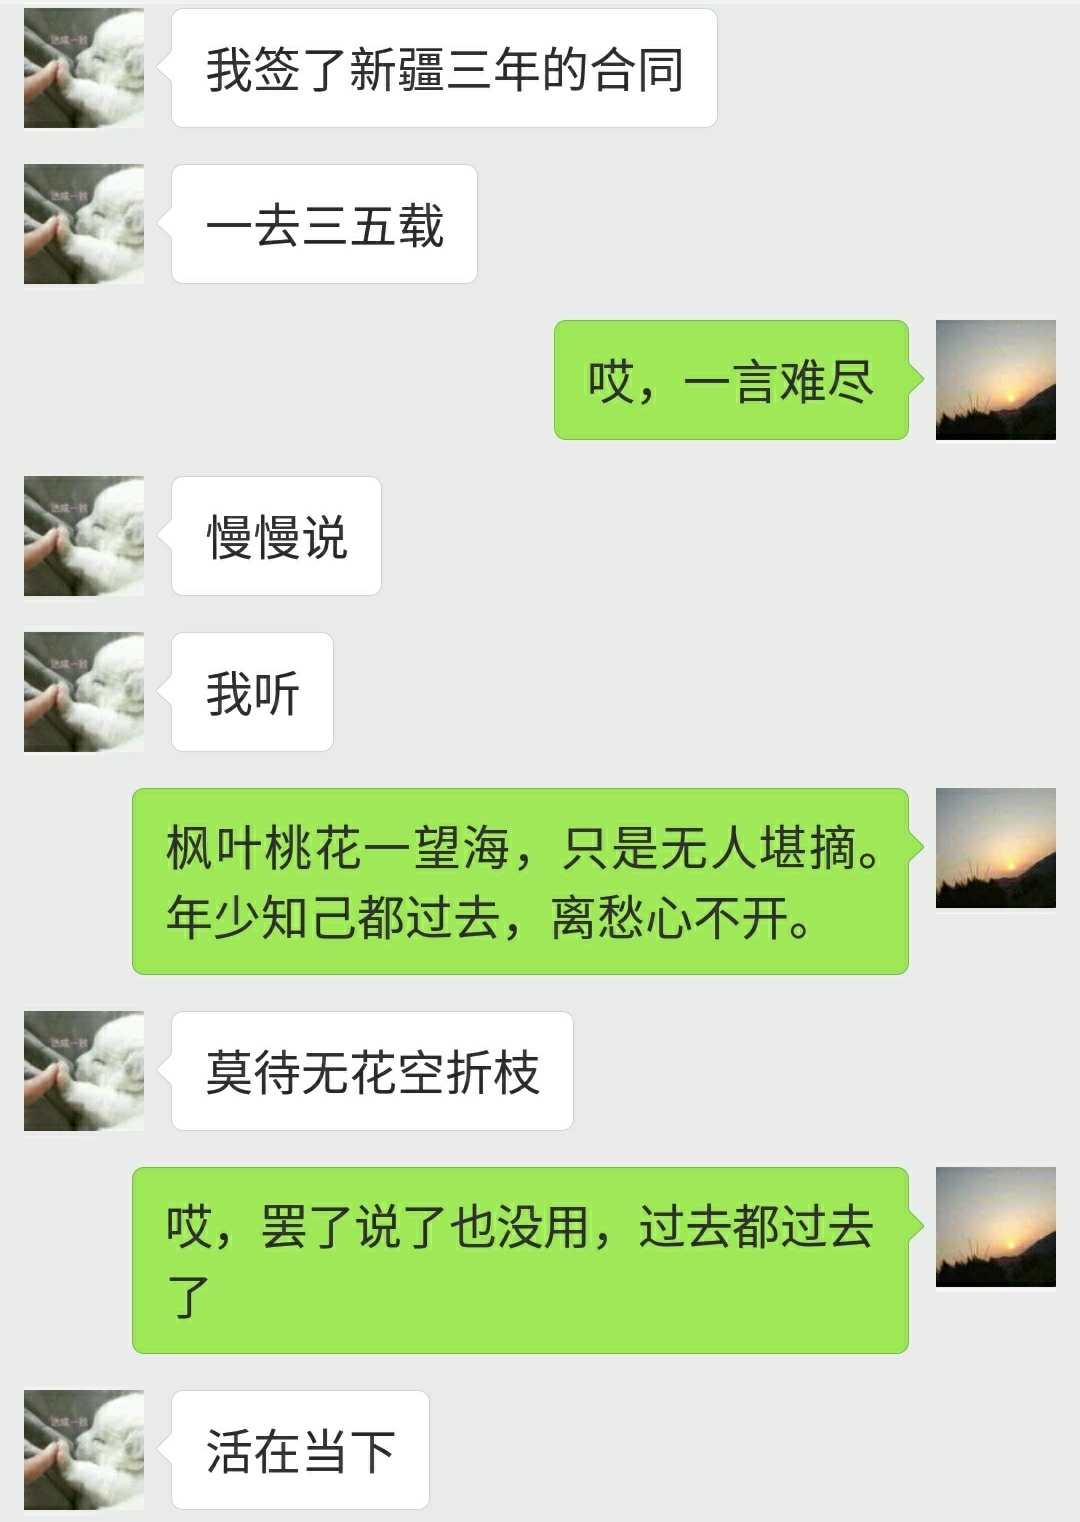 我签了新疆三年的合同
一去三五载
哎，一言难尽
慢慢说
我听
枫叶桃花一望海，只是无人堪摘。
年少知己都过去，离愁心不开。
莫待无花空折枝
哎，罢了说了也没用，过去都过去
了
活在当下